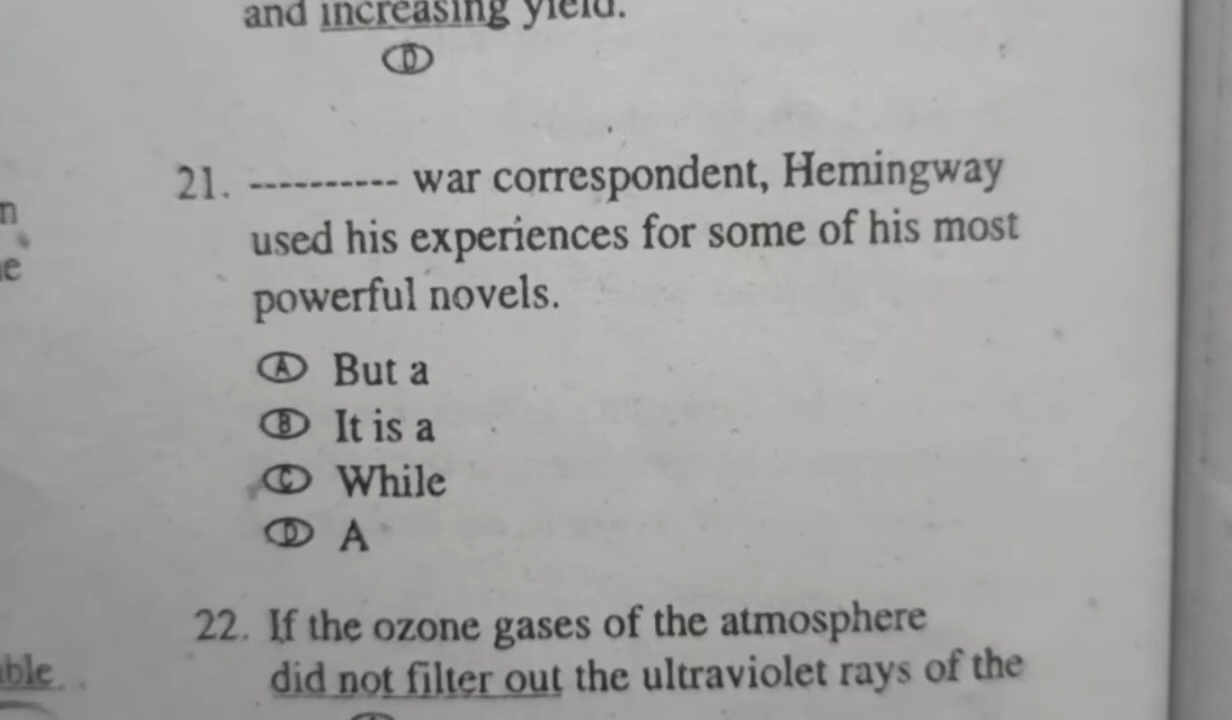 and increasing yield.
D
n
e
21. ---------- war correspondent, Hemingway
used his experiences for some of his most
powerful novels.
A But a
B It is a
C While
D A
22. If the ozone gases of the atmosphere
did not filter out the ultraviolet rays of the